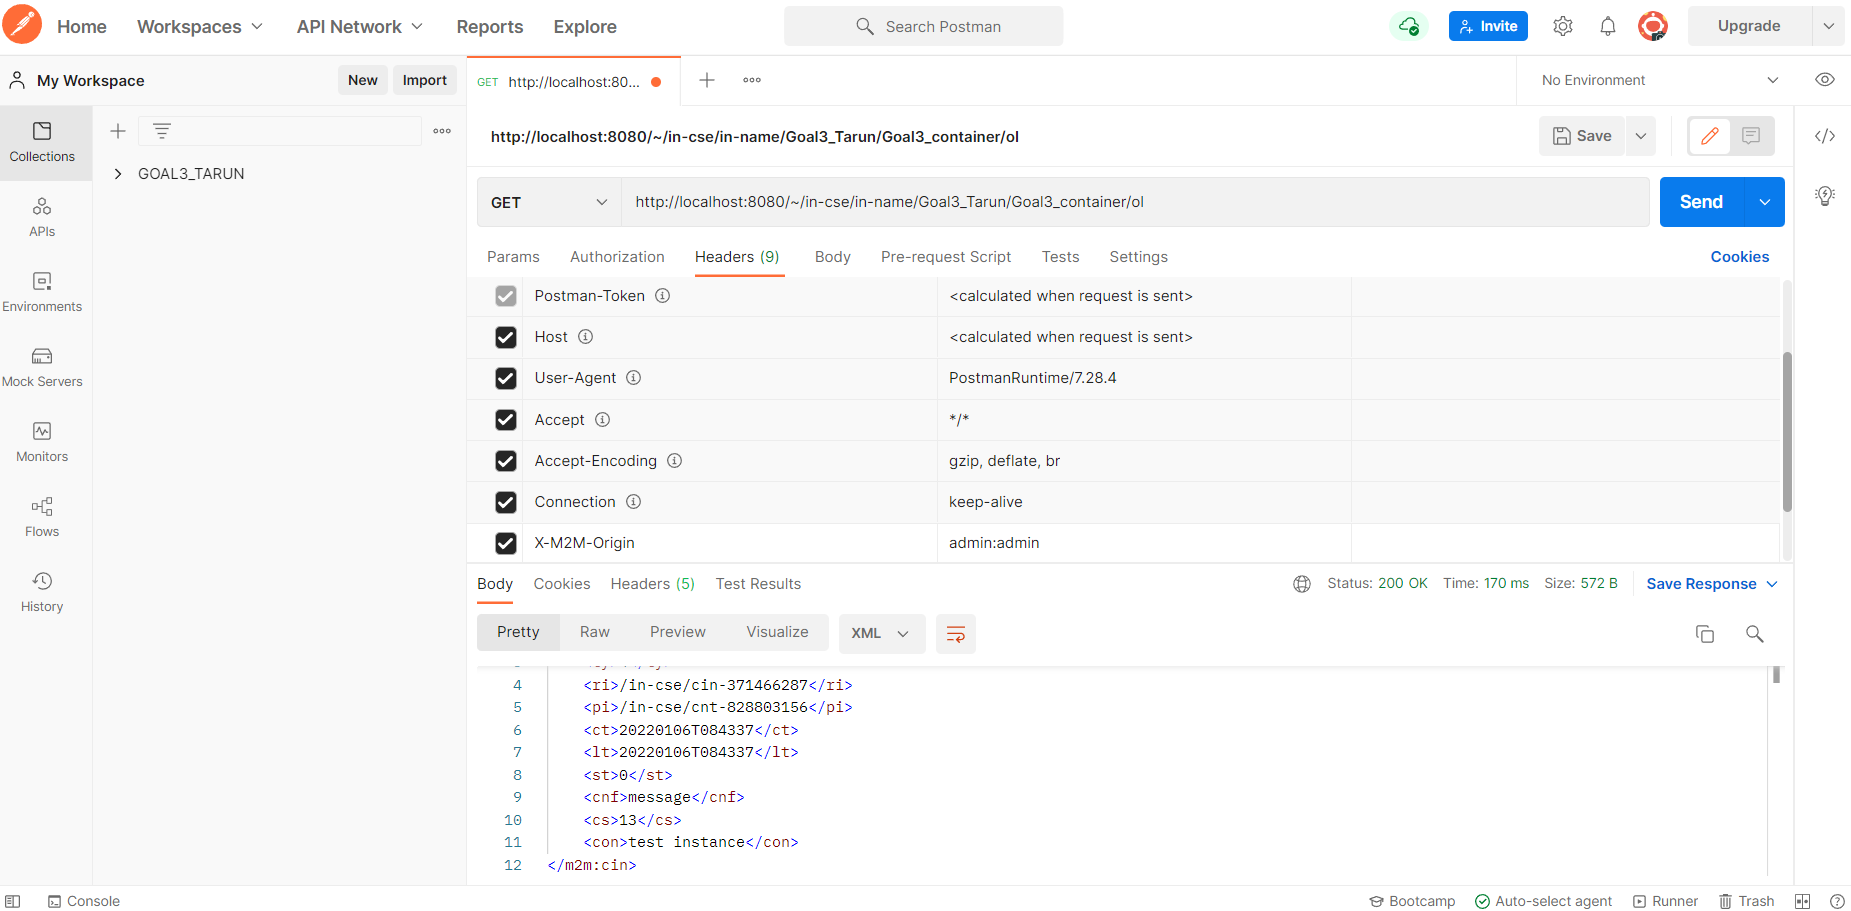 Home Workspaces API Network Reports Explore Search Postman Invite Upgrade
My Workspace New Import GET http://localhost:80... No Environment
Collections
GOAL3_TARUN
APIs
Environments
Mock Servers
Monitors
Flows
History
http://localhost:8080/~/in-cse/in-name/Goal3_Tarun/Goal3_container/ol Save
GET http://localhost:8080/~/in-cse/in-name/Goal3_Tarun/Goal3_container/ol Send
Params Authorization Headers (9) Body Pre-request Script Tests Settings Cookies
Postman-Token <calculated when request is sent>
Host <calculated when request is sent>
User-Agent PostmanRuntime/7.28.4
Accept */*
Accept-Encoding gzip, deflate, br
Connection keep-alive
X-M2M-Origin admin:admin
Body Cookies Headers (5) Test Results Status: 200 OK Time: 170 ms Size: 572 B Save Response
Pretty Raw Preview Visualize XML
4 <ri>/in-cse/cin-371466287</ri>
5 <pi>/in-cse/cnt-828803156</pi>
6 <ct>20220106T084337</ct>
7 <lt>20220106T084337</lt>
8 <st>0</st>
9 <cnf>message</cnf>
10 <cs>13</cs>
11 <con>test instance</con>
12 </m2m:cin>
Console Bootcamp Auto-select agent Runner Trash